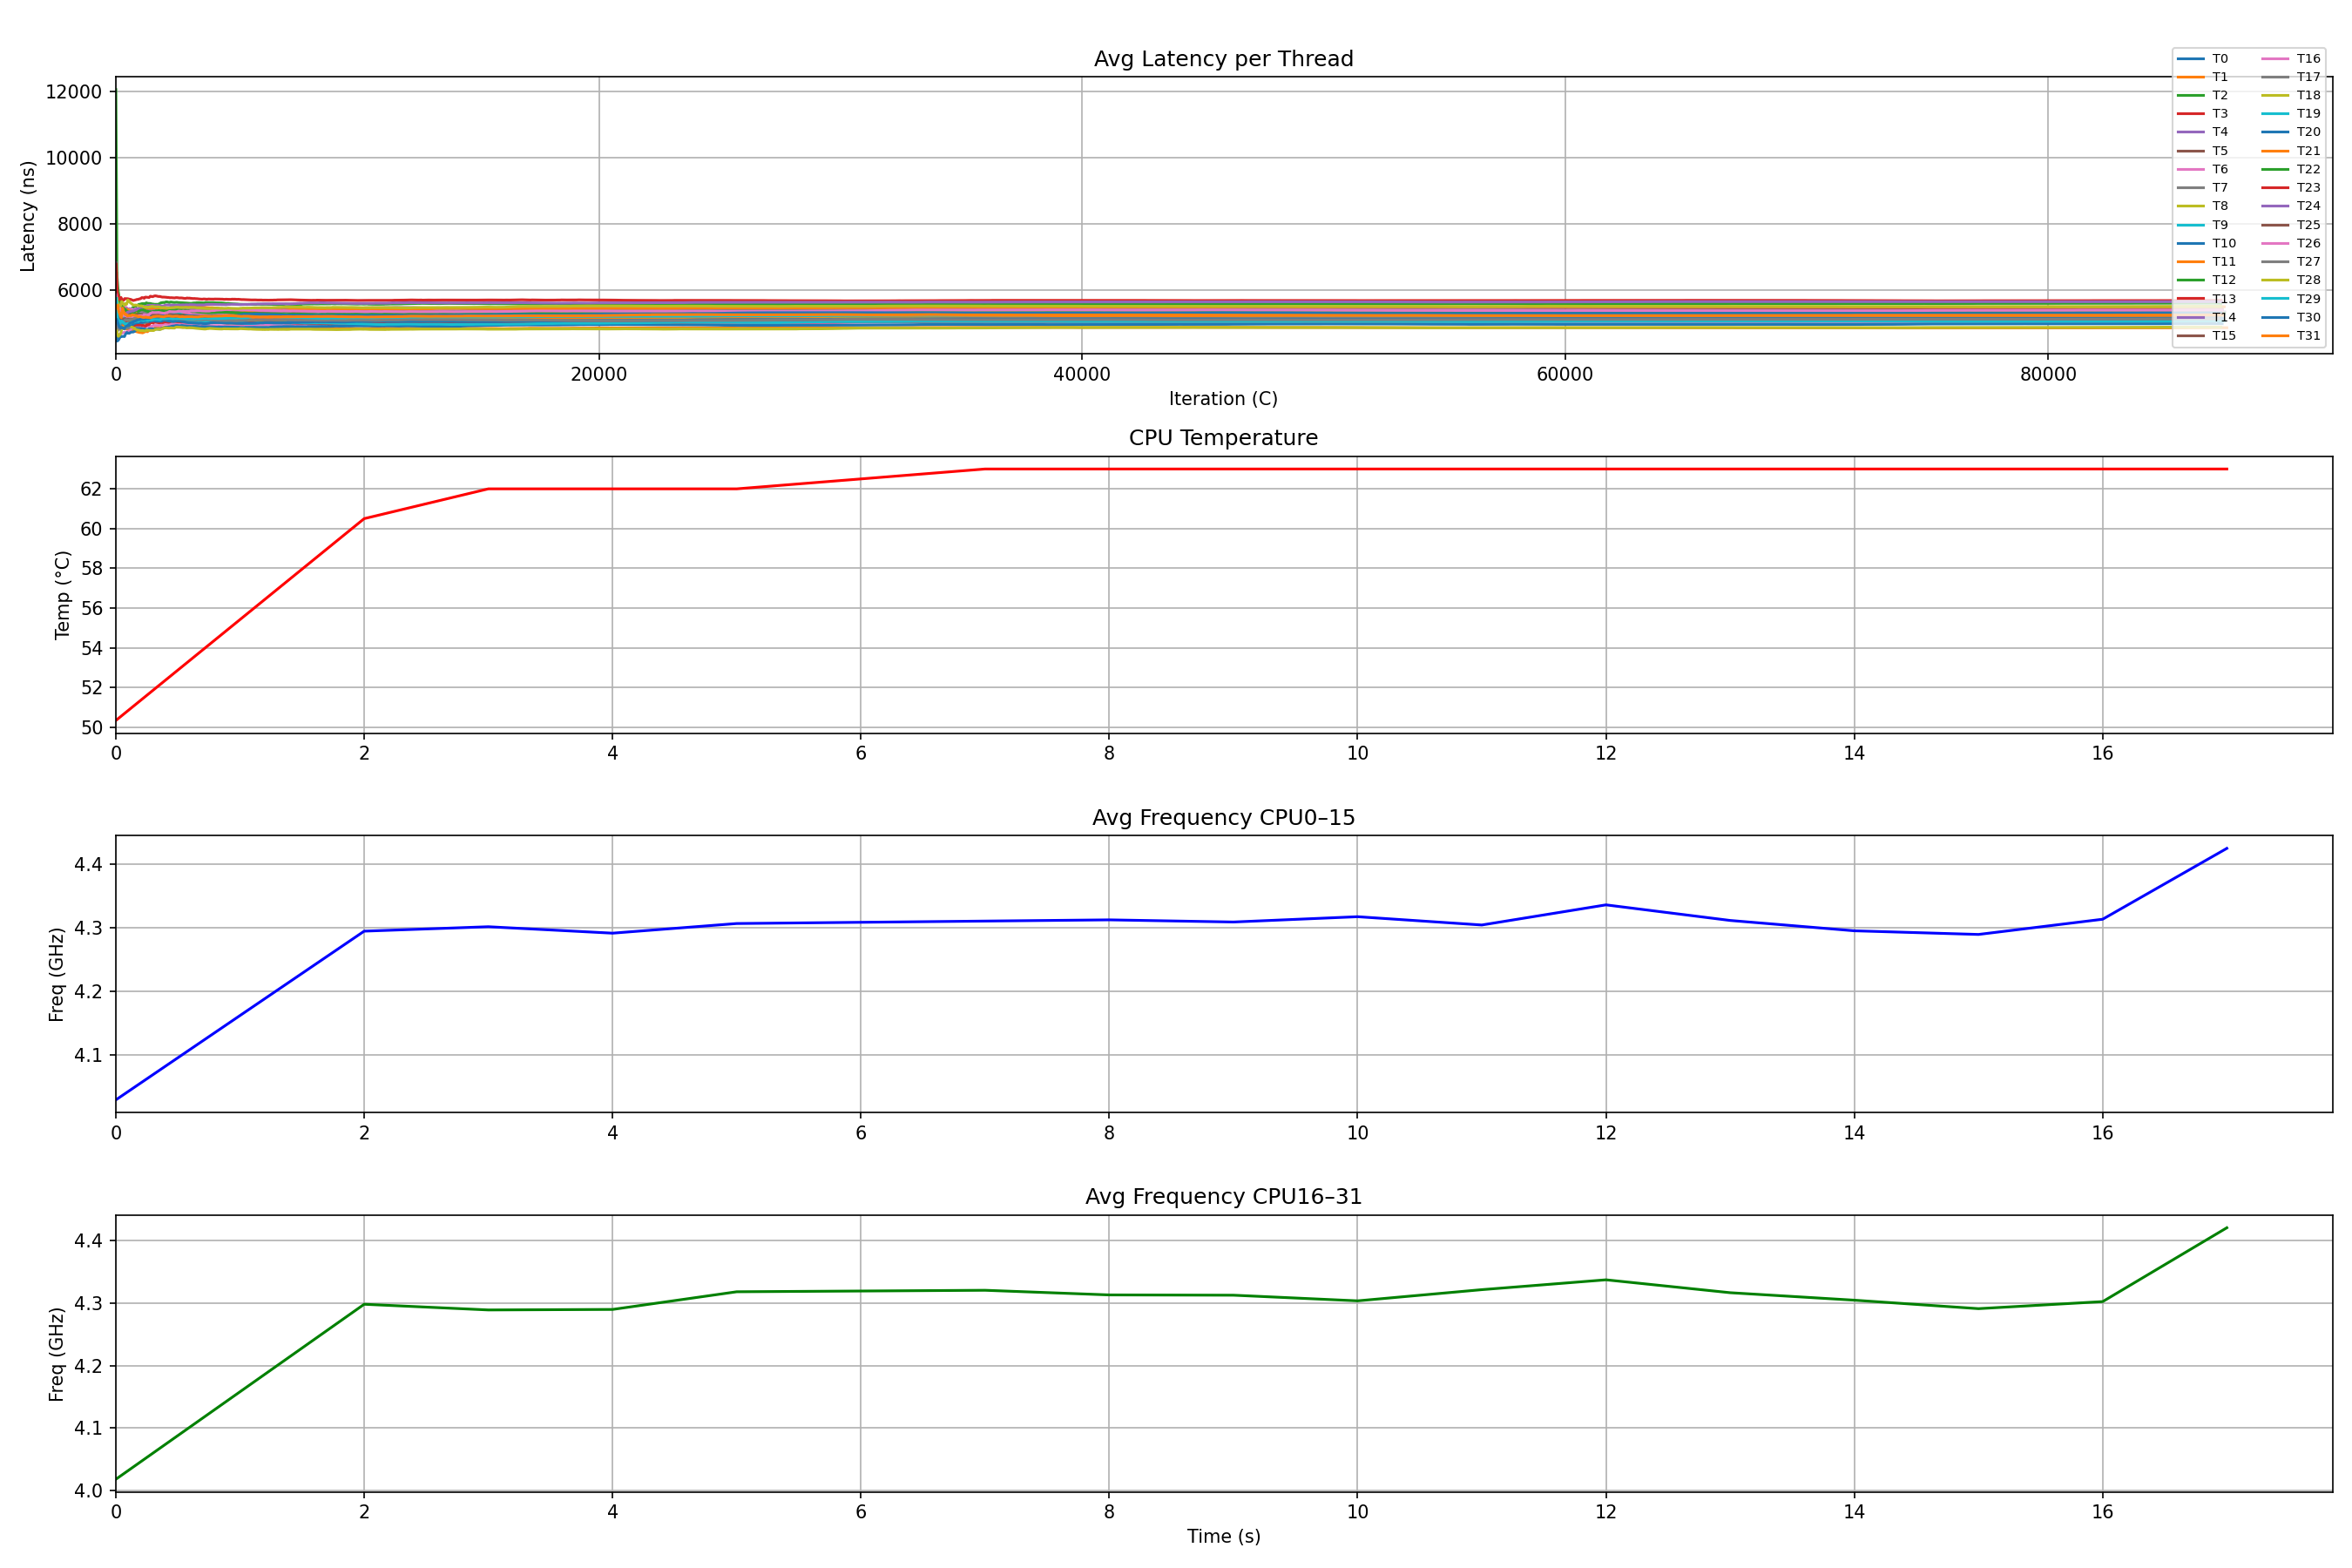 Avg Latency per Thread
Latency (ns)
12000
10000
8000
6000
0 20000 40000 60000 80000
Iteration (C)
T0 T16
T1 T17
T2 T18
T3 T19
T4 T20
T5 T21
T6 T22
T7 T23
T8 T24
T9 T25
T10 T26
T11 T27
T12 T28
T13 T29
T14 T30
T15 T31
CPU Temperature
Temp (°C)
62
60
58
56
54
52
50
0 2 4 6 8 10 12 14 16
Avg Frequency CPU0–15
Freq (GHz)
4.4
4.3
4.2
4.1
0 2 4 6 8 10 12 14 16
Avg Frequency CPU16–31
Freq (GHz)
4.4
4.3
4.2
4.1
4.0
0 2 4 6 8 10 12 14 16
Time (s)